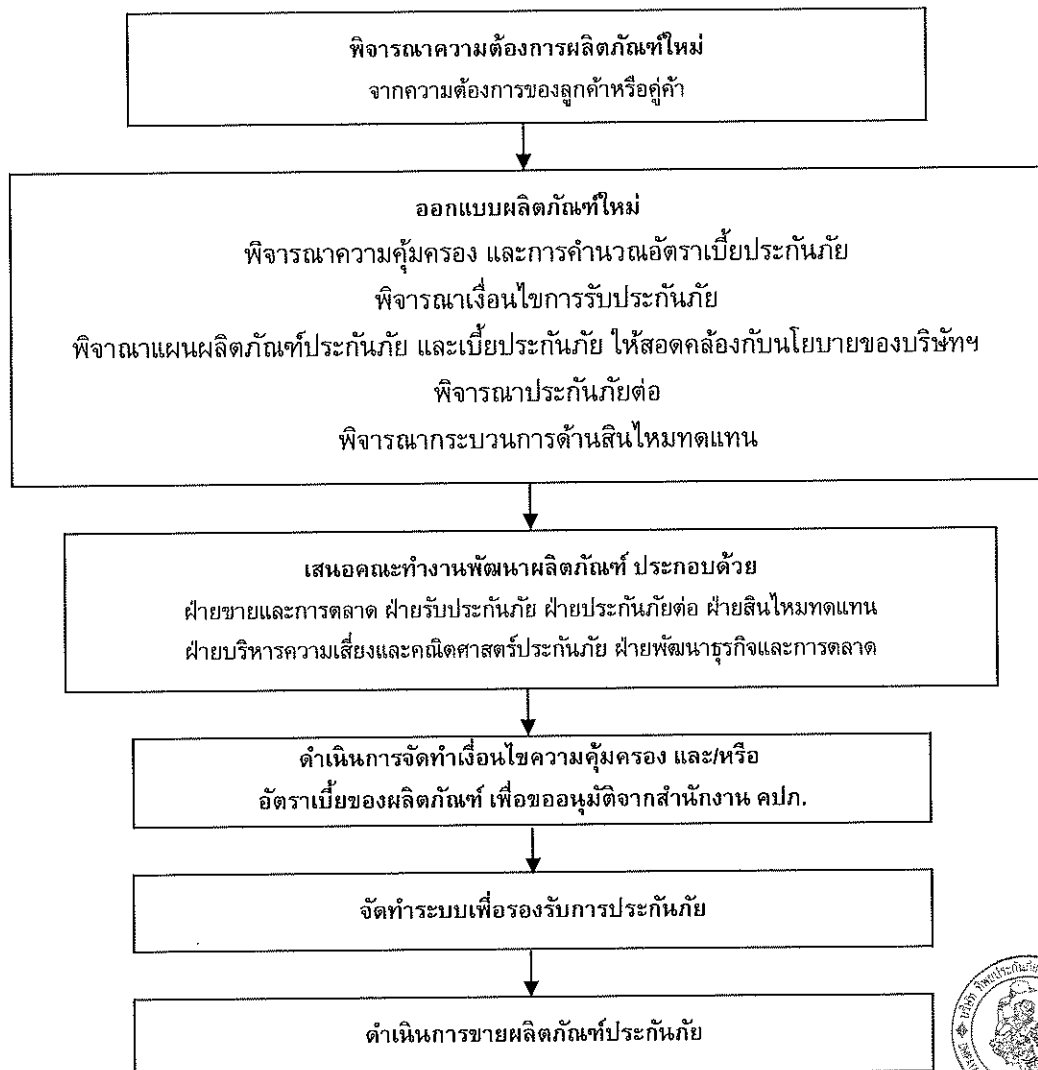 พิจารณาความต้องการผลิตภัณฑ์ใหม่
จากความต้องการของลูกค้าหรือคู่ค้า
ออกแบบผลิตภัณฑ์ใหม่
พิจารณาความคุ้มครอง และการคำนวณอัตราเบี้ยประกันภัย
พิจารณาเงื่อนไขการรับประกันภัย
พิจาณาแผนผลิตภัณฑ์ประกันภัย และเบี้ยประกันภัย ให้สอดคล้องกับนโยบายของบริษัทฯ
พิจารณาประกันภัยต่อ
พิจารณากระบวนการด้านสินไหมทดแทน
เสนอคณะทำงานพัฒนาผลิตภัณฑ์ ประกอบด้วย
ฝ่ายขายและการตลาด ฝ่ายรับประกันภัย ฝ่ายประกันภัยต่อ ฝ่ายสินไหมทดแทน
ฝ่ายบริหารความเสี่ยงและคณิตศาสตร์ประกันภัย ฝ่ายพัฒนาธุรกิจและการตลาด
ดำเนินการจัดทำเงื่อนไขความคุ้มครอง และ/หรือ
อัตราเบี้ยของผลิตภัณฑ์ เพื่อขออนุมัติจากสำนักงาน คปภ.
จัดทำระบบเพื่อรองรับการประกันภัย
ดำเนินการขายผลิตภัณฑ์ประกันภัย
บริษัท ทิพยประกันภัย